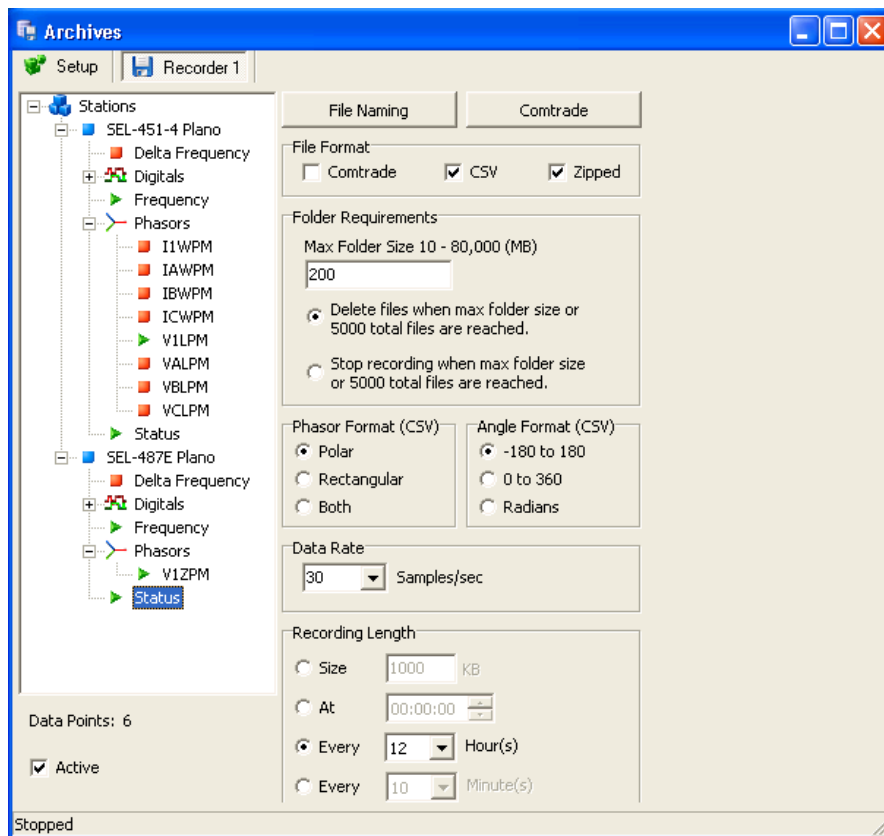 Archives
Setup
Recorder 1
Stations
SEL-451-4 Plano
Delta Frequency
Digitals
Frequency
Phasors
I1WPM
IAWPM
IBWPM
ICWPM
V1LPM
VALPM
VBLPM
VCLPM
Status
SEL-487E Plano
Delta Frequency
Digitals
Frequency
Phasors
V1ZPM
Status
Data Points: 6
Active
File Naming
Comtrade
File Format
Comtrade
CSV
Zipped
Folder Requirements
Max Folder Size 10 - 80,000 (MB)
200
Delete files when max folder size or
5000 total files are reached.
Stop recording when max folder size
or 5000 total files are reached.
Phasor Format (CSV)
Polar
Rectangular
Both
Angle Format (CSV)
-180 to 180
0 to 360
Radians
Data Rate
30 Samples/sec
Recording Length
Size 1000 KB
At 00:00:00
Every 12 Hour(s)
Every 10 Minute(s)
Stopped